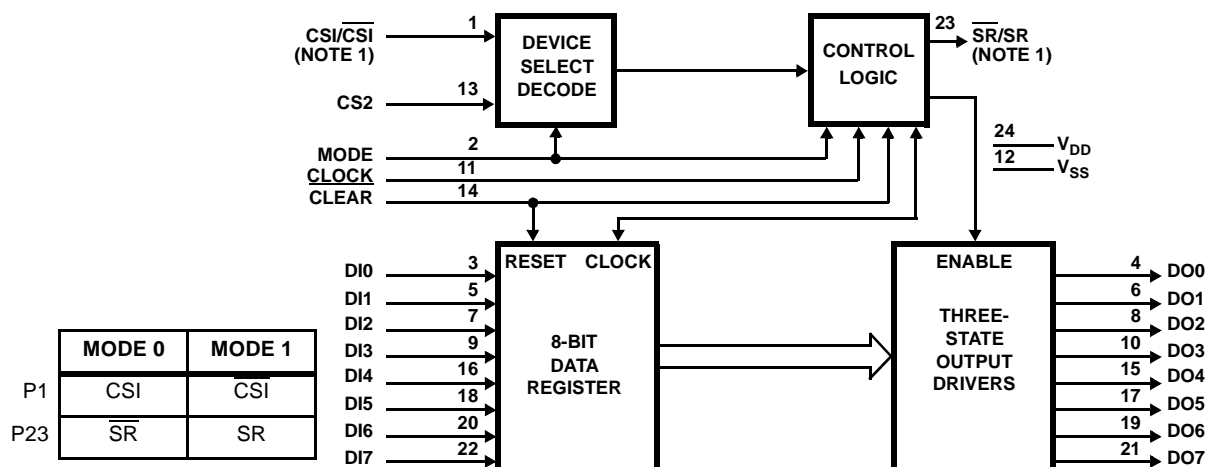 CSI/CSI
(NOTE 1)
1
DEVICE
SELECT
DECODE
CONTROL
LOGIC
23
SR/SR
(NOTE 1)
CS2
13
MODE
2
CLOCK
11
CLEAR
14
24
VDD
12
VSS
RESET CLOCK
8-BIT
DATA
REGISTER
ENABLE
THREE-
STATE
OUTPUT
DRIVERS
DI0 3
DI1 5
DI2 7
DI3 9
DI4 16
DI5 18
DI6 20
DI7 22
4 DO0
6 DO1
8 DO2
10 DO3
15 DO4
17 DO5
19 DO6
21 DO7
MODE 0 MODE 1
P1 CSI CSI
P23 SR SR